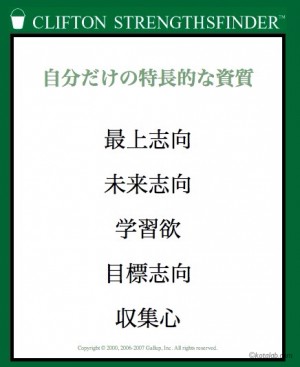 CLIFTON STRENGTHSFINDER™
自分だけの特長的な資質
最上志向
未来志向
学習欲
目標志向
収集心
Copyright © 2000, 2006-2007 Gallup, Inc. All rights reserved.